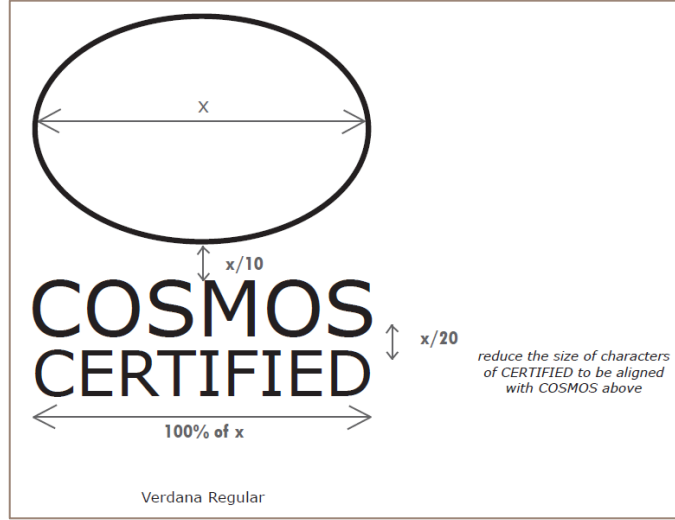 X
x/10
COSMOS
x/20
CERTIFIED
reduce the size of characters
of CERTIFIED to be aligned
with COSMOS above
100% of x
Verdana Regular